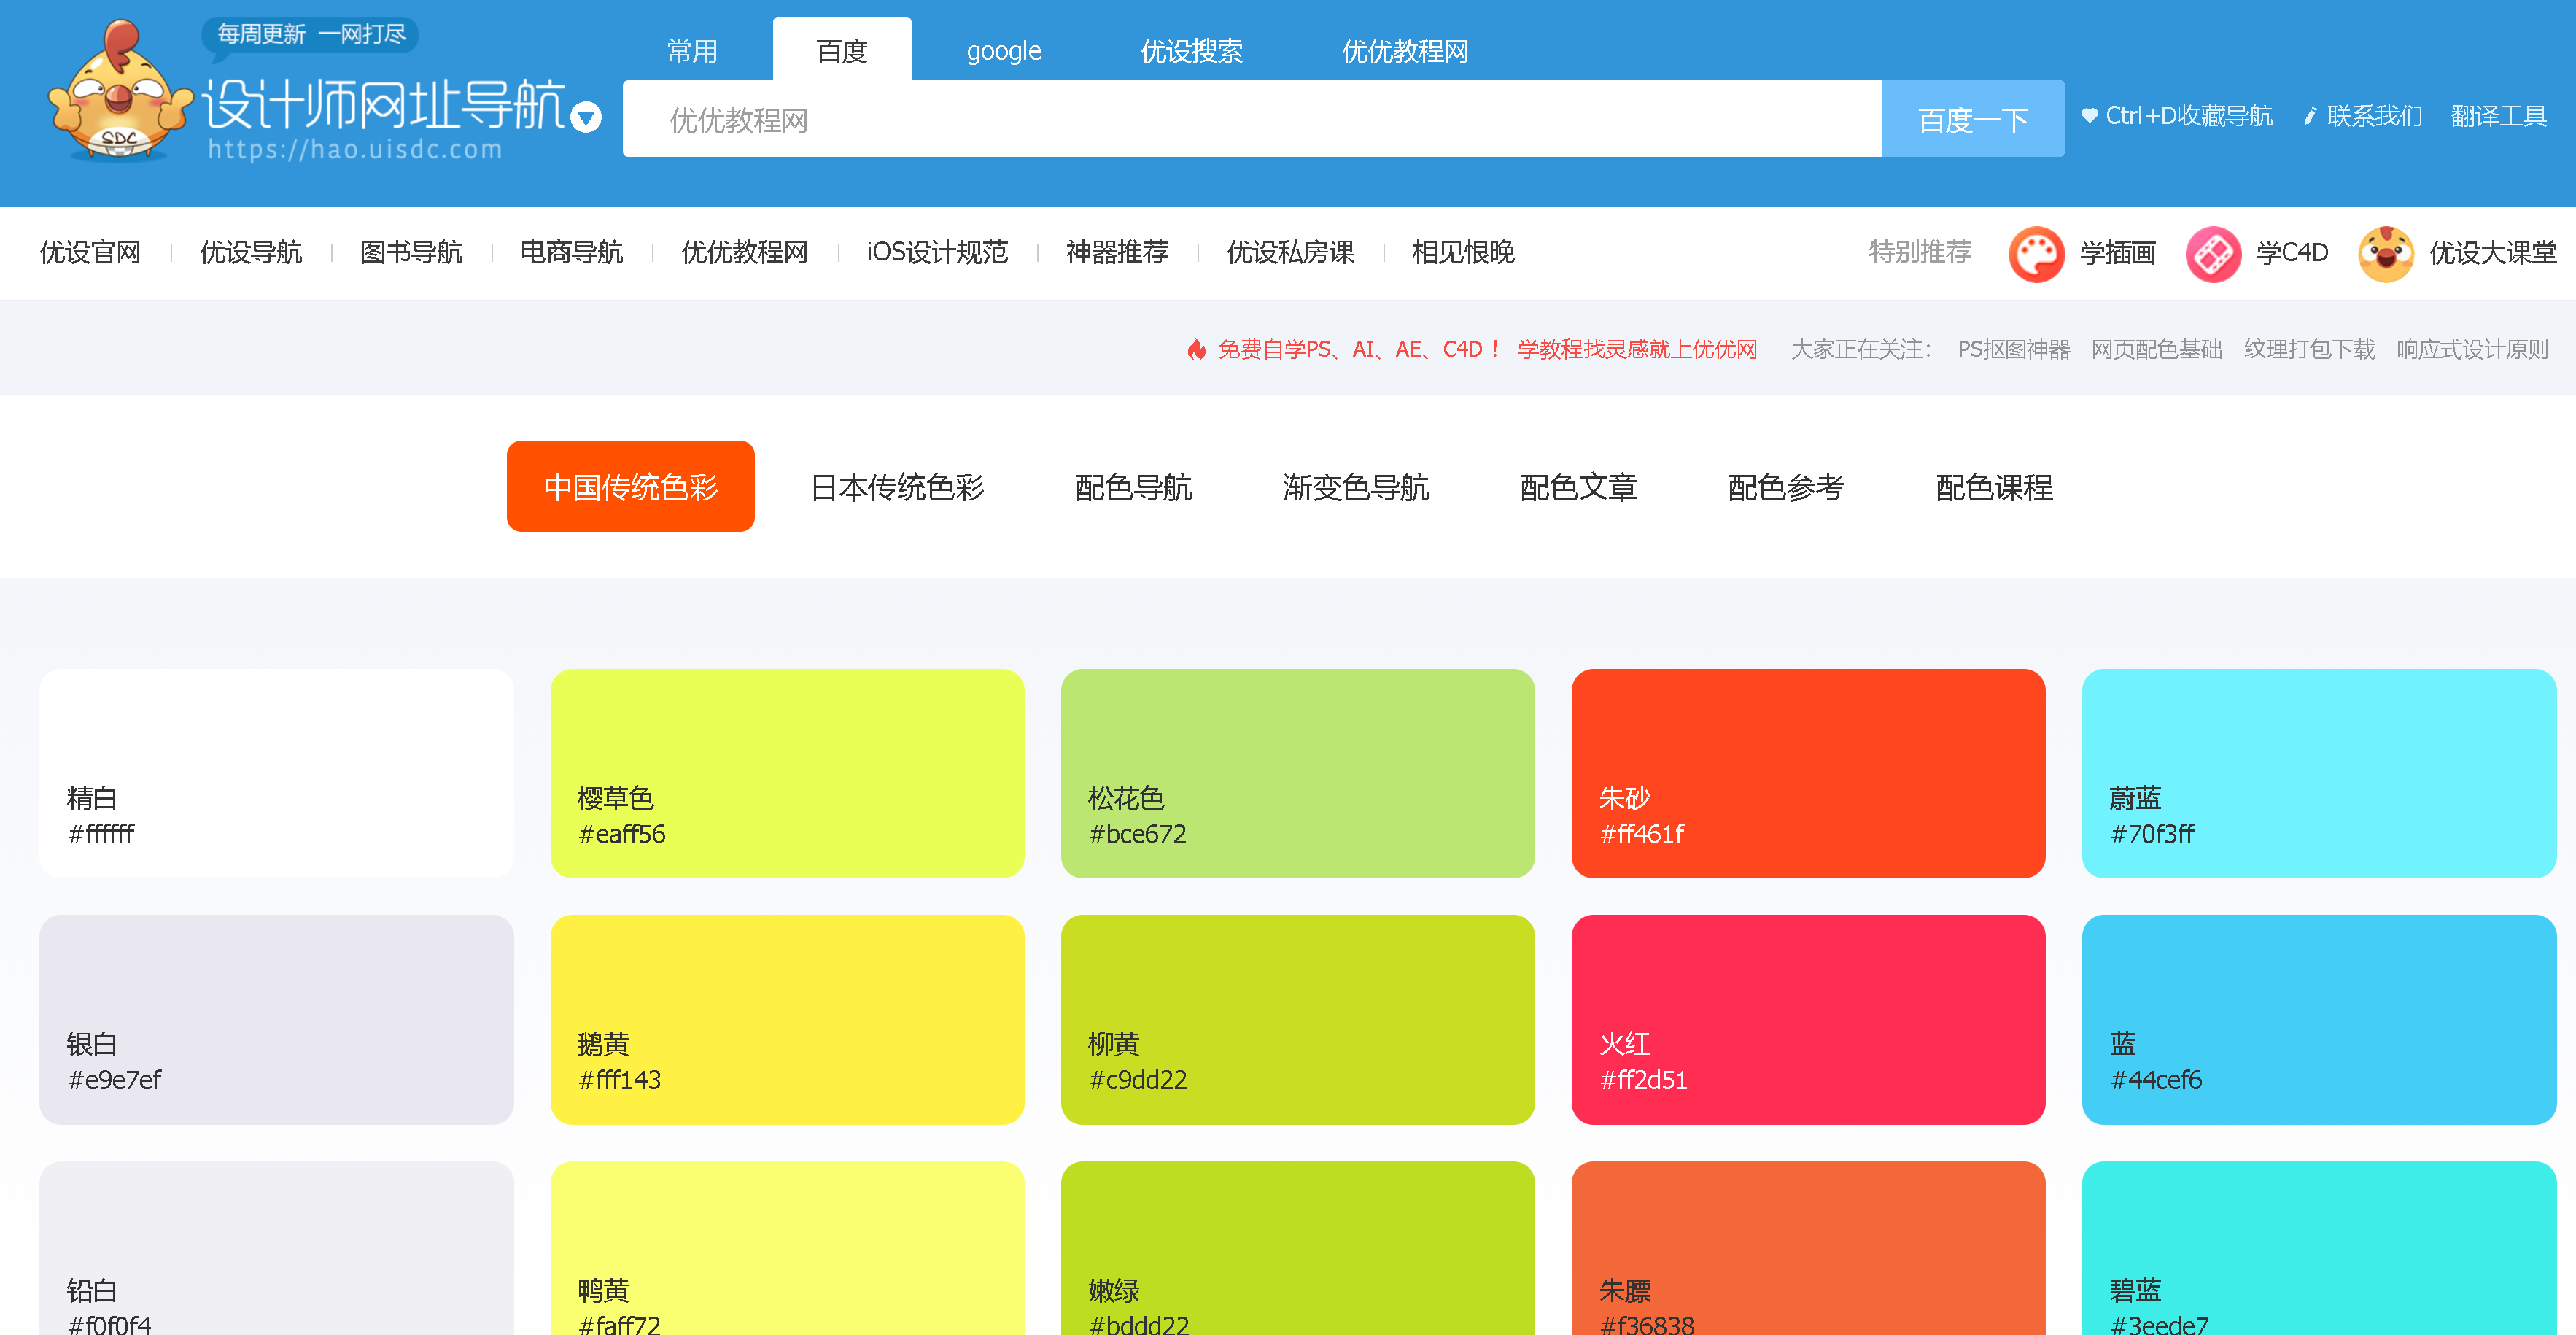 每周更新 一网打尽
设计师网址导航
https://hao.uisdc.com
SDC
常用 百度 google 优设搜索 优优教程网
优优教程网 百度一下
Ctrl+D收藏导航 联系我们 翻译工具
优设官网 优设导航 图书导航 电商导航 优优教程网 iOS设计规范 神器推荐 优设私房课 相见恨晚 特别推荐 学插画 学C4D 优设大课堂
免费自学PS、AI、AE、C4D！ 学教程找灵感就上优优网 大家正在关注： PS抠图神器 网页配色基础 纹理打包下载 响应式设计原则
中国传统色彩 日本传统色彩 配色导航 渐变色导航 配色文章 配色参考 配色课程
精白 樱草色 松花色 朱砂 蔚蓝
#ffffff #eaff56 #bce672 #ff461f #70f3ff
银白 鹅黄 柳黄 火红 蓝
#e9e7ef #fff143 #c9dd22 #ff2d51 #44cef6
铅白 鸭黄 嫩绿 朱膘 碧蓝
#f0f0f4 #faff72 #bddd22 #f36838 #3eede7